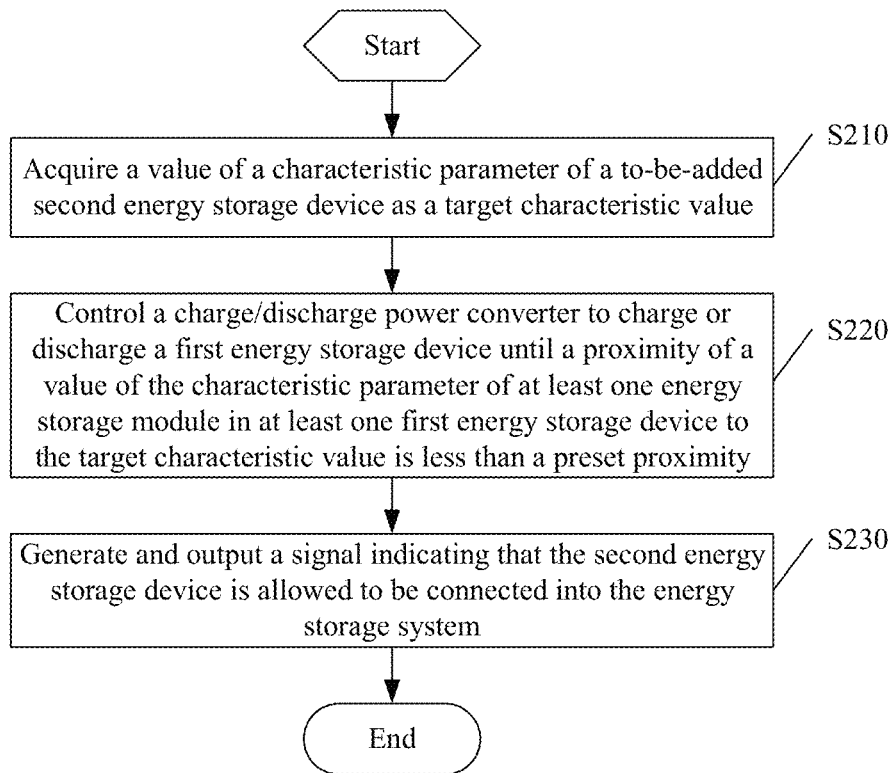 Start
S210
Acquire a value of a characteristic parameter of a to-be-added
second energy storage device as a target characteristic value
S220
Control a charge/discharge power converter to charge or
discharge a first energy storage device until a proximity of a
value of the characteristic parameter of at least one energy
storage module in at least one first energy storage device to
the target characteristic value is less than a preset proximity
S230
Generate and output a signal indicating that the second energy
storage device is allowed to be connected into the energy
storage system
End